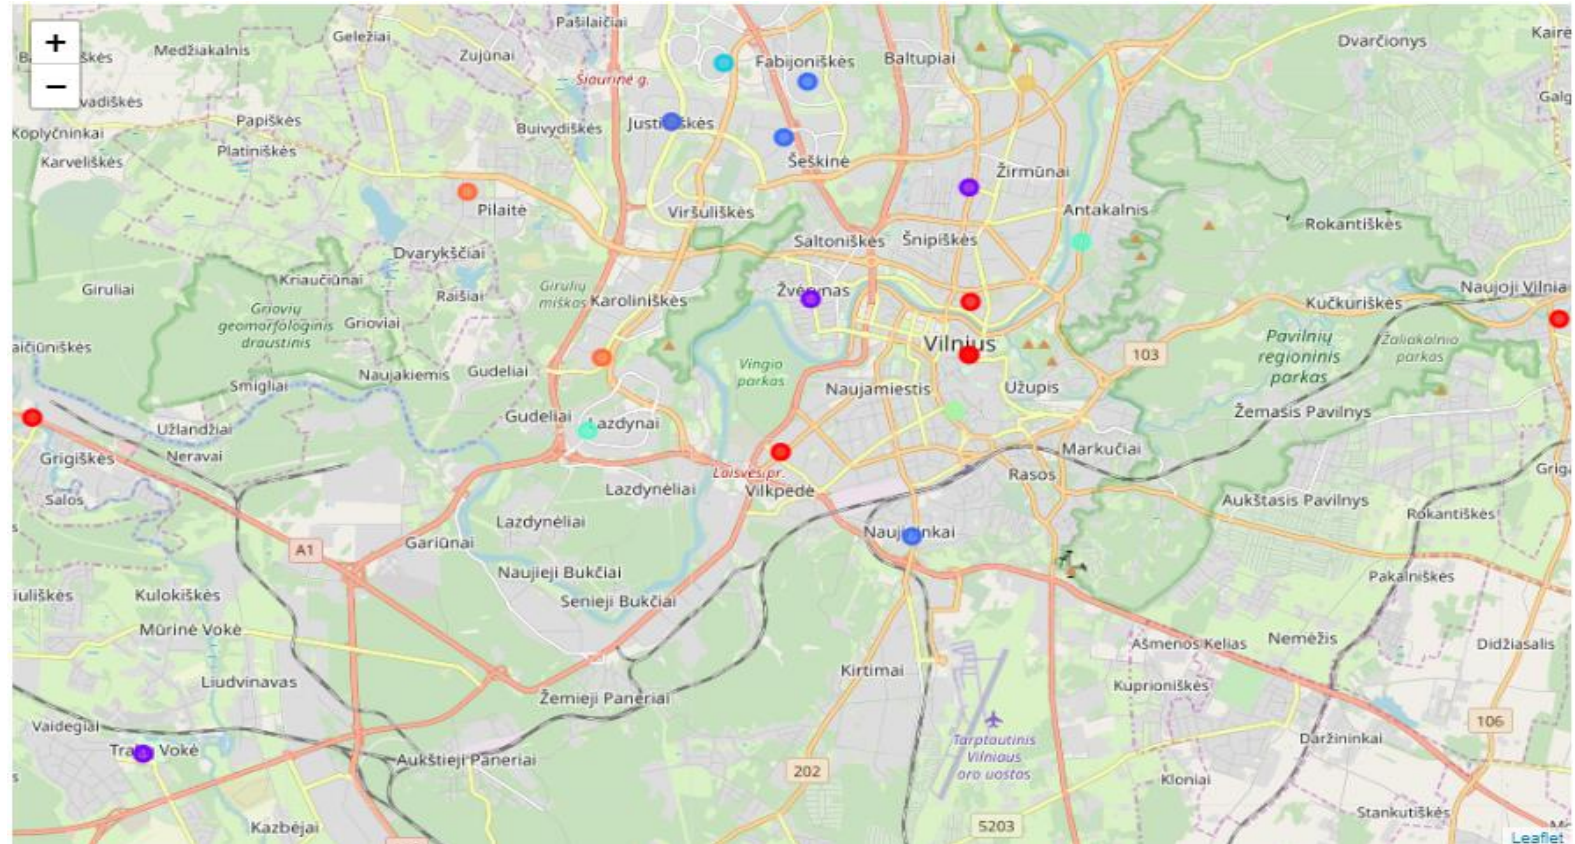 +
−
Pašilaičiai
Geležiai
Medžiakalnis
Zujūnai
Šiaurinė g.
Fabijoniškės
Baltupiai
Dvarčionys
Papiškės
Platiniškės
Koplyčninkai
Karveliškės
Buivydiškės
Šeškinė
Žirmūnai
Pilaitė
Viršuliškės
Antakalnis
Rokantiškės
Saltoniškės
Šnipiškės
Dvarykščiai
Kriaučiūnai
Giruliai
Raišiai
Girulių
miškas
Karoliniškės
Kučkuriškės
Naujoji Vilnia
Griovių
geomorfologinis
draustinis
Grioviai
Vilnius
103
Pavilnių
regioninis
parkas
Žaliakalnio
parkas
Vingio
parkas
Naujakiemis
Gudeliai
Smigliai
Naujamiestis
Užupis
Gudeliai
Lazdynai
Žemasis Pavilnys
Užlandžiai
Neravai
Grigiškės
Markučiai
Laisvės pr.
Rasos
Lazdynėliai
Vilkpėdė
Salos
Aukštasis Pavilnys
Rokantiškės
Lazdynėliai
Gariūnai
A1
Naujieji Bukčiai
Pakalniškės
Kulokiškės
Senieji Bukčiai
Mūrinė Vokė
Ašmenos Kelias
Nemėžis
Didžiasalis
Kirtimai
Liudvinavas
Kuprioniškės
Žemieji Paneriai
Vaidegiai
106
Tarptautinis
Vilniaus
oro uostas
Daržininkai
Vokė
Aukštieji Paneriai
202
Kloniai
Stankutiškės
Kazbėjai
5203
Leaflet